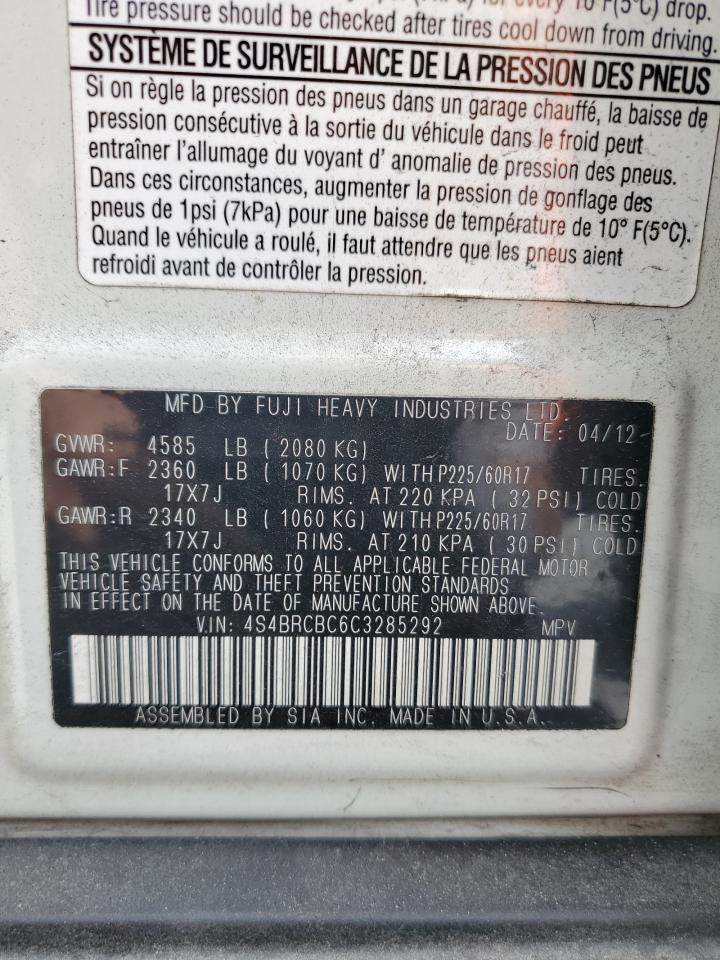 for every 10°F(5°C) drop.
Tire pressure should be checked after tires cool down from driving.
SYSTÈME DE SURVEILLANCE DE LA PRESSION DES PNEUS
Si on règle la pression des pneus dans un garage chauffé, la baisse de
pression consécutive à la sortie du véhicule dans le froid peut
entraîner l'allumage du voyant d' anomalie de pression des pneus.
Dans ces circonstances, augmenter la pression de gonflage des
pneus de 1psi (7kPa) pour une baisse de température de 10° F(5°C).
Quand le véhicule a roulé, il faut attendre que les pneus aient
refroidi avant de contrôler la pression.
MFD BY FUJI HEAVY INDUSTRIES LTD.
DATE: 04/12
GVWR: 4585 LB (2080 KG)
GAWR:F 2360 LB (1070 KG) WITH P225/60R17 TIRES.
17X7J RIMS. AT 220 KPA (32 PSI) COLD
GAWR:R 2340 LB (1060 KG) WITH P225/60R17 TIRES.
17X7J RIMS. AT 210 KPA (30 PSI) COLD
THIS VEHICLE CONFORMS TO ALL APPLICABLE FEDERAL MOTOR
VEHICLE SAFETY AND THEFT PREVENTION STANDARDS
IN EFFECT ON THE DATE OF MANUFACTURE SHOWN ABOVE.
VIN: 4S4BRCBC6C3285292 MPV
ASSEMBLED BY SIA INC. MADE IN U.S.A.